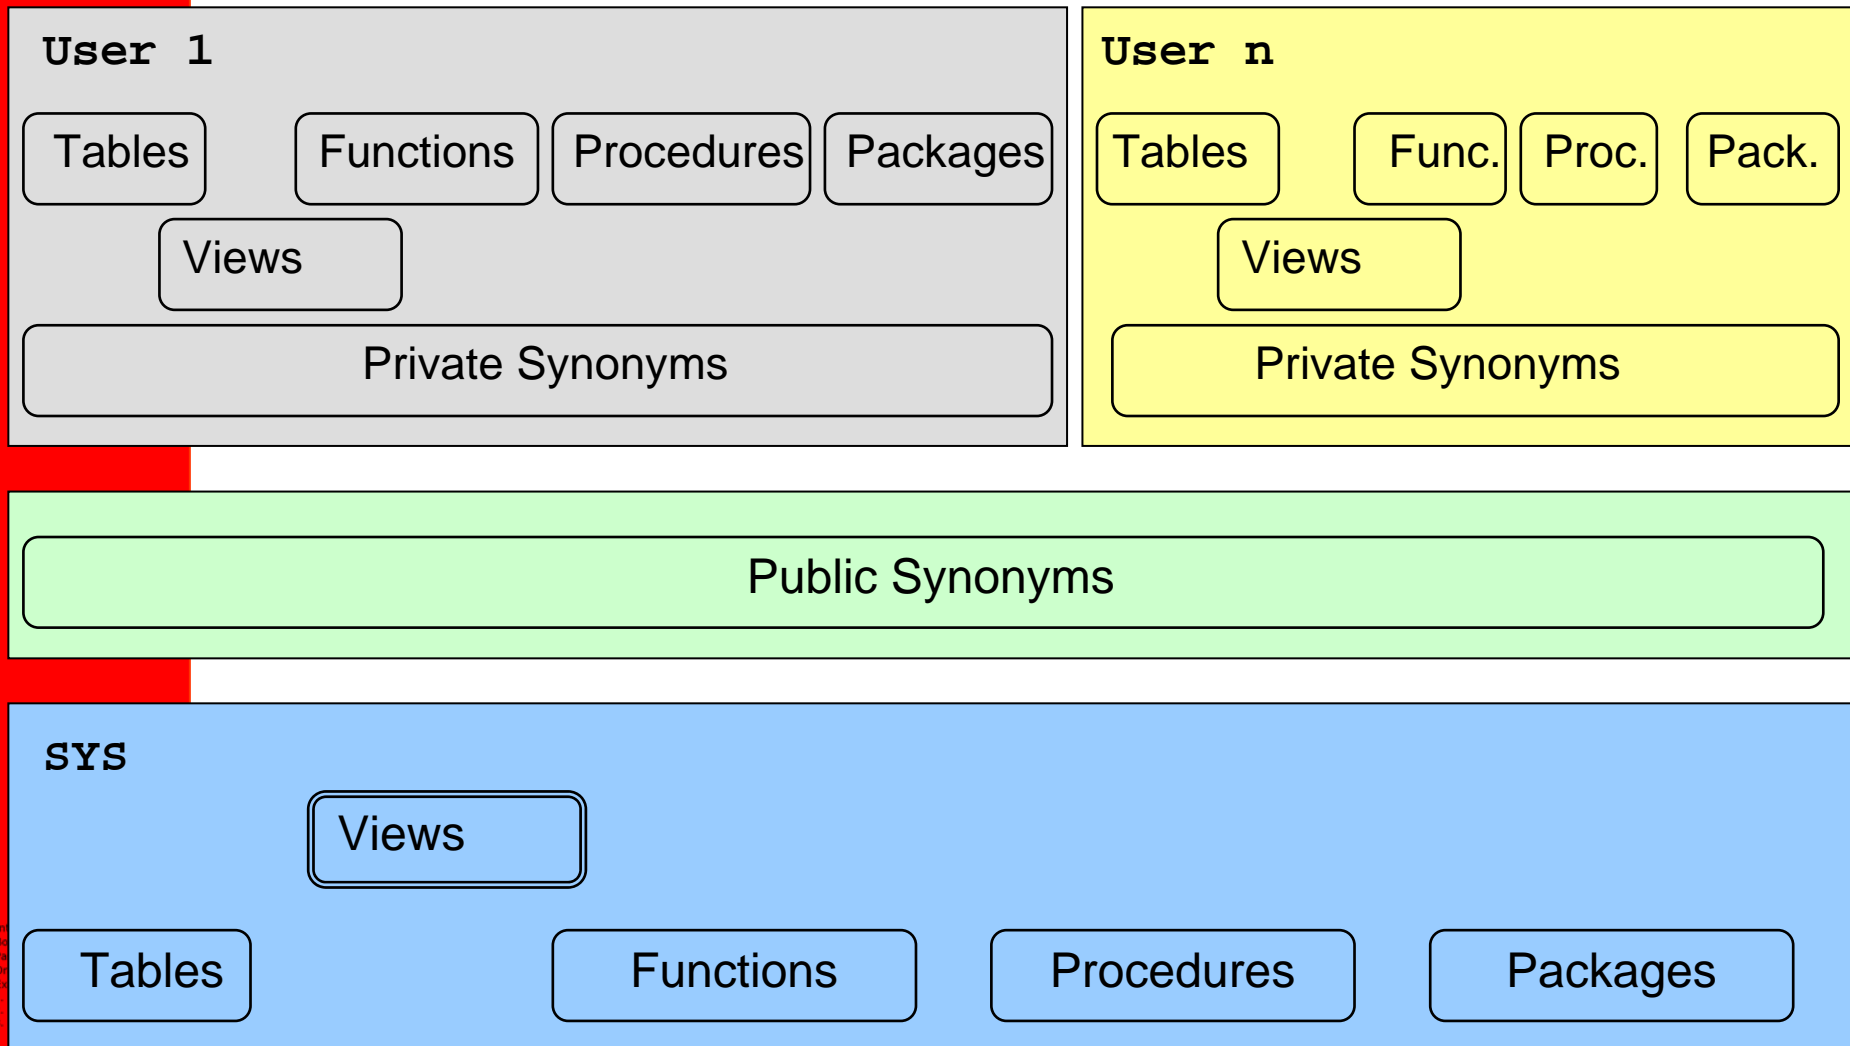 User 1
Tables
Functions
Procedures
Packages
Views
Private Synonyms
User n
Tables
Func.
Proc.
Pack.
Views
Private Synonyms
Public Synonyms
SYS
Views
Tables
Functions
Procedures
Packages